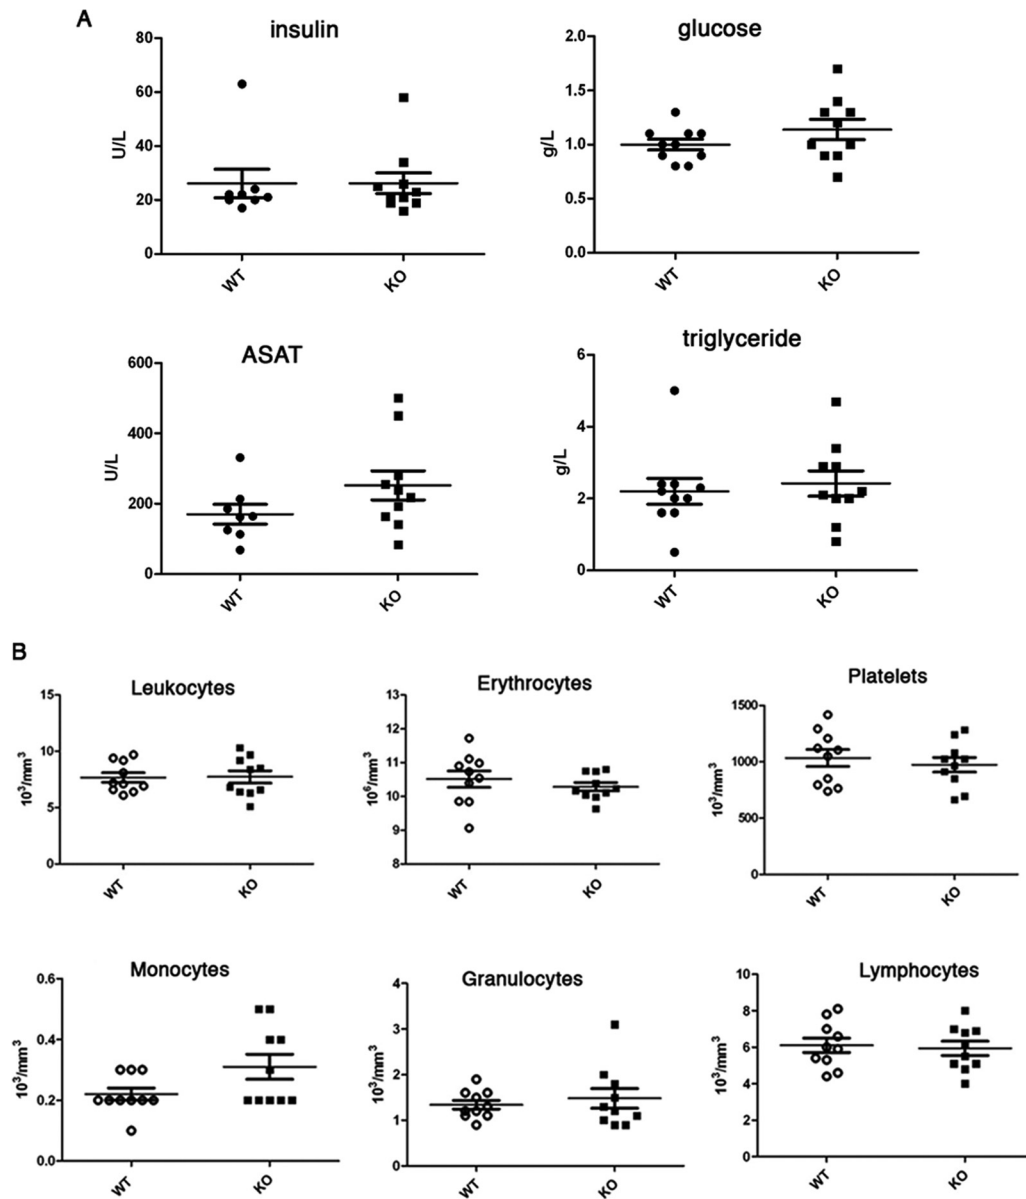 A
insulin
glucose
80
60
40
20
0
U/L
WT
KO
2.0
1.5
1.0
0.5
0.0
g/L
WT
KO
ASAT
triglyceride
600
400
200
0
U/L
WT
KO
6
4
2
0
g/L
WT
KO
B
Leukocytes
Erythrocytes
Platelets
15
10
5
0
10³/mm³
WT
KO
13
12
11
10
9
8
10⁶/mm³
WT
KO
1500
1000
500
0
10³/mm³
WT
KO
Monocytes
Granulocytes
Lymphocytes
0.6
0.4
0.2
0.0
10³/mm³
WT
KO
4
3
2
1
0
10³/mm³
WT
KO
10
8
6
4
2
0
10³/mm³
WT
KO